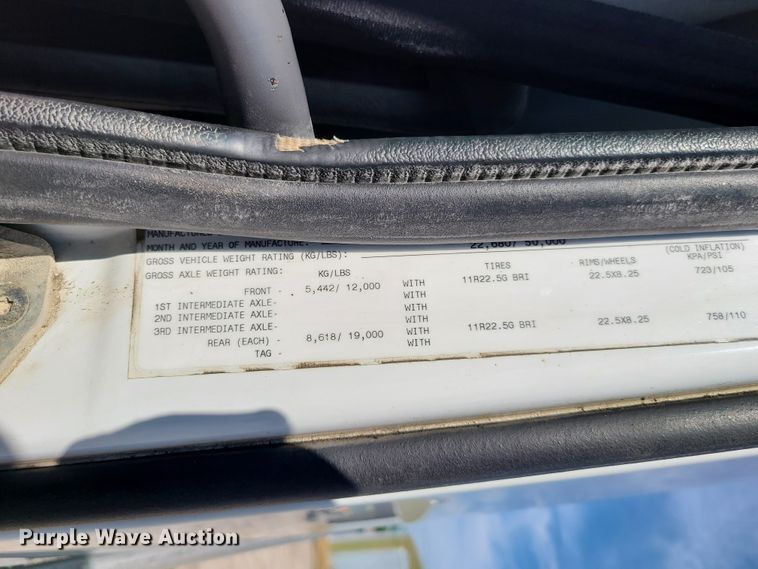 MANUFACTURED
MONTH AND YEAR OF MANUFACTURE:
GROSS VEHICLE WEIGHT RATING (KG/LBS): 22,680/ 50,000
GROSS AXLE WEIGHT RATING: KG/LBS TIRES RIMS/WHEELS (COLD INFLATION) KPA/PSI
FRONT - 5,442/ 12,000 WITH 11R22.5G BRI 22.5X8.25 723/105
1ST INTERMEDIATE AXLE- WITH
2ND INTERMEDIATE AXLE- WITH
3RD INTERMEDIATE AXLE- WITH
REAR (EACH) - 8,618/ 19,000 WITH 11R22.5G BRI 22.5X8.25 758/110
TAG - WITH
Purple Wave Auction